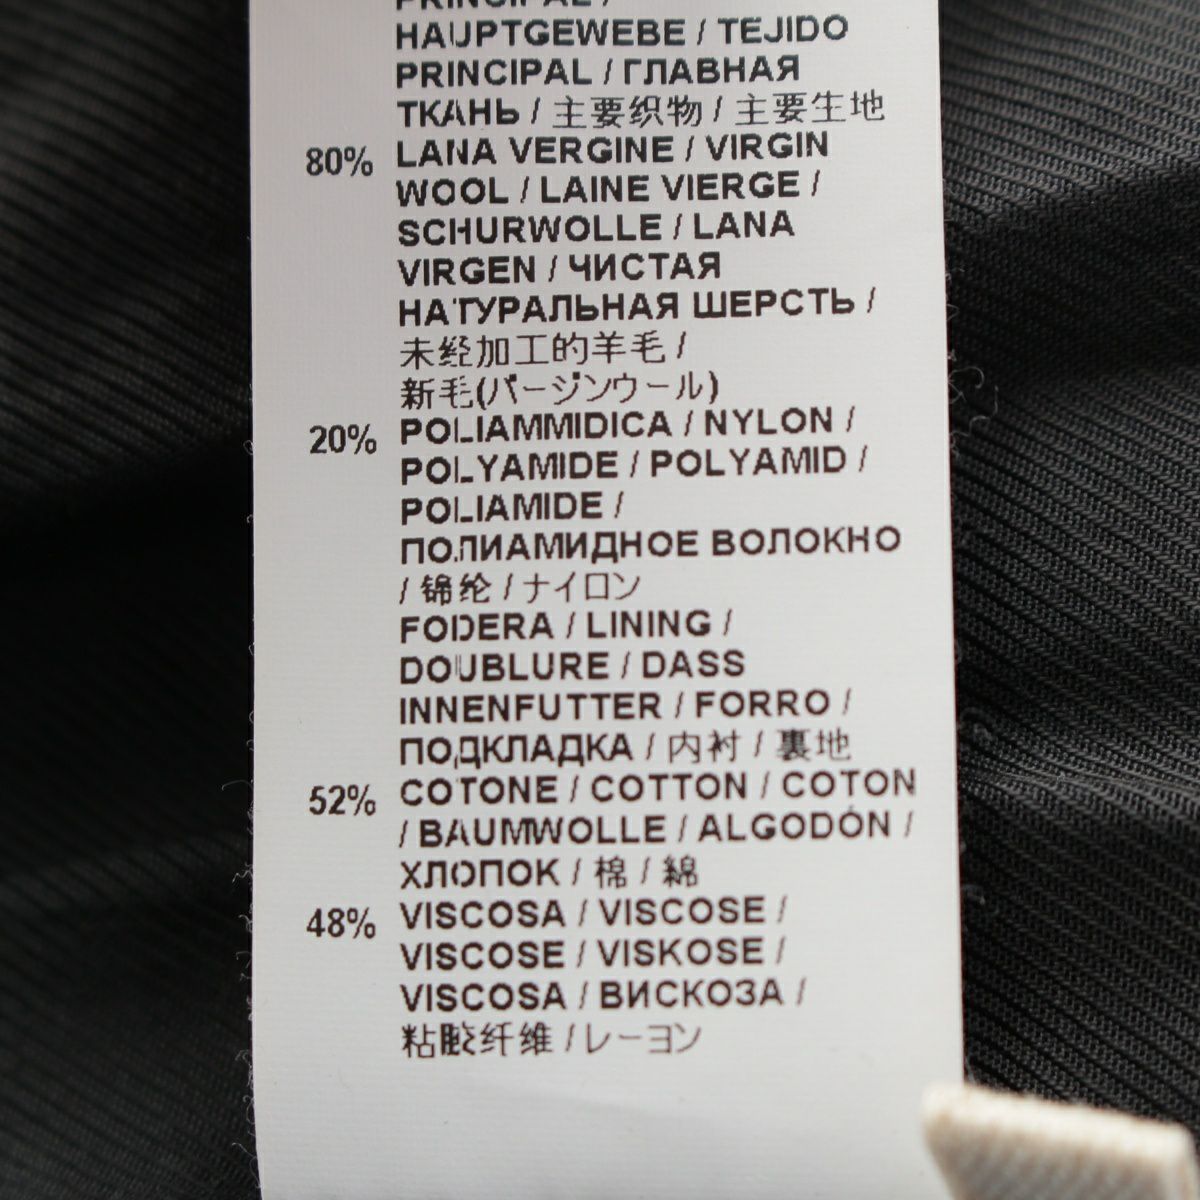 PRINCIPAL /
HAUPTGEWEBE / TEJIDO
PRINCIPAL / ГЛАВНАЯ
ТКАНЬ / 主要织物 / 主要生地
80% LANA VERGINE / VIRGIN
WOOL / LAINE VIERGE /
SCHURWOLLE / LANA
VIRGEN / ЧИСТАЯ
НАТУРАЛЬНАЯ ШЕРСТЬ /
未经加工的羊毛 /
新毛(バージンウール)
20% POLIAMMIDICA / NYLON /
POLYAMIDE / POLYAMID /
POLIAMIDE /
ПОЛИАМИДНОЕ ВОЛОКНО
/ 锦纶 / ナイロン
FODERA / LINING /
DOUBLURE / DASS
INNENFUTTER / FORRO /
ПОДКЛАДКА / 内衬 / 裏地
52% COTONE / COTTON / COTON
/ BAUMWOLLE / ALGODÓN /
ХЛОПОК / 棉 / 綿
48% VISCOSA / VISCOSE /
VISCOSE / VISKOSE /
VISCOSA / ВИСКОЗА /
粘胶纤维 / レーヨン